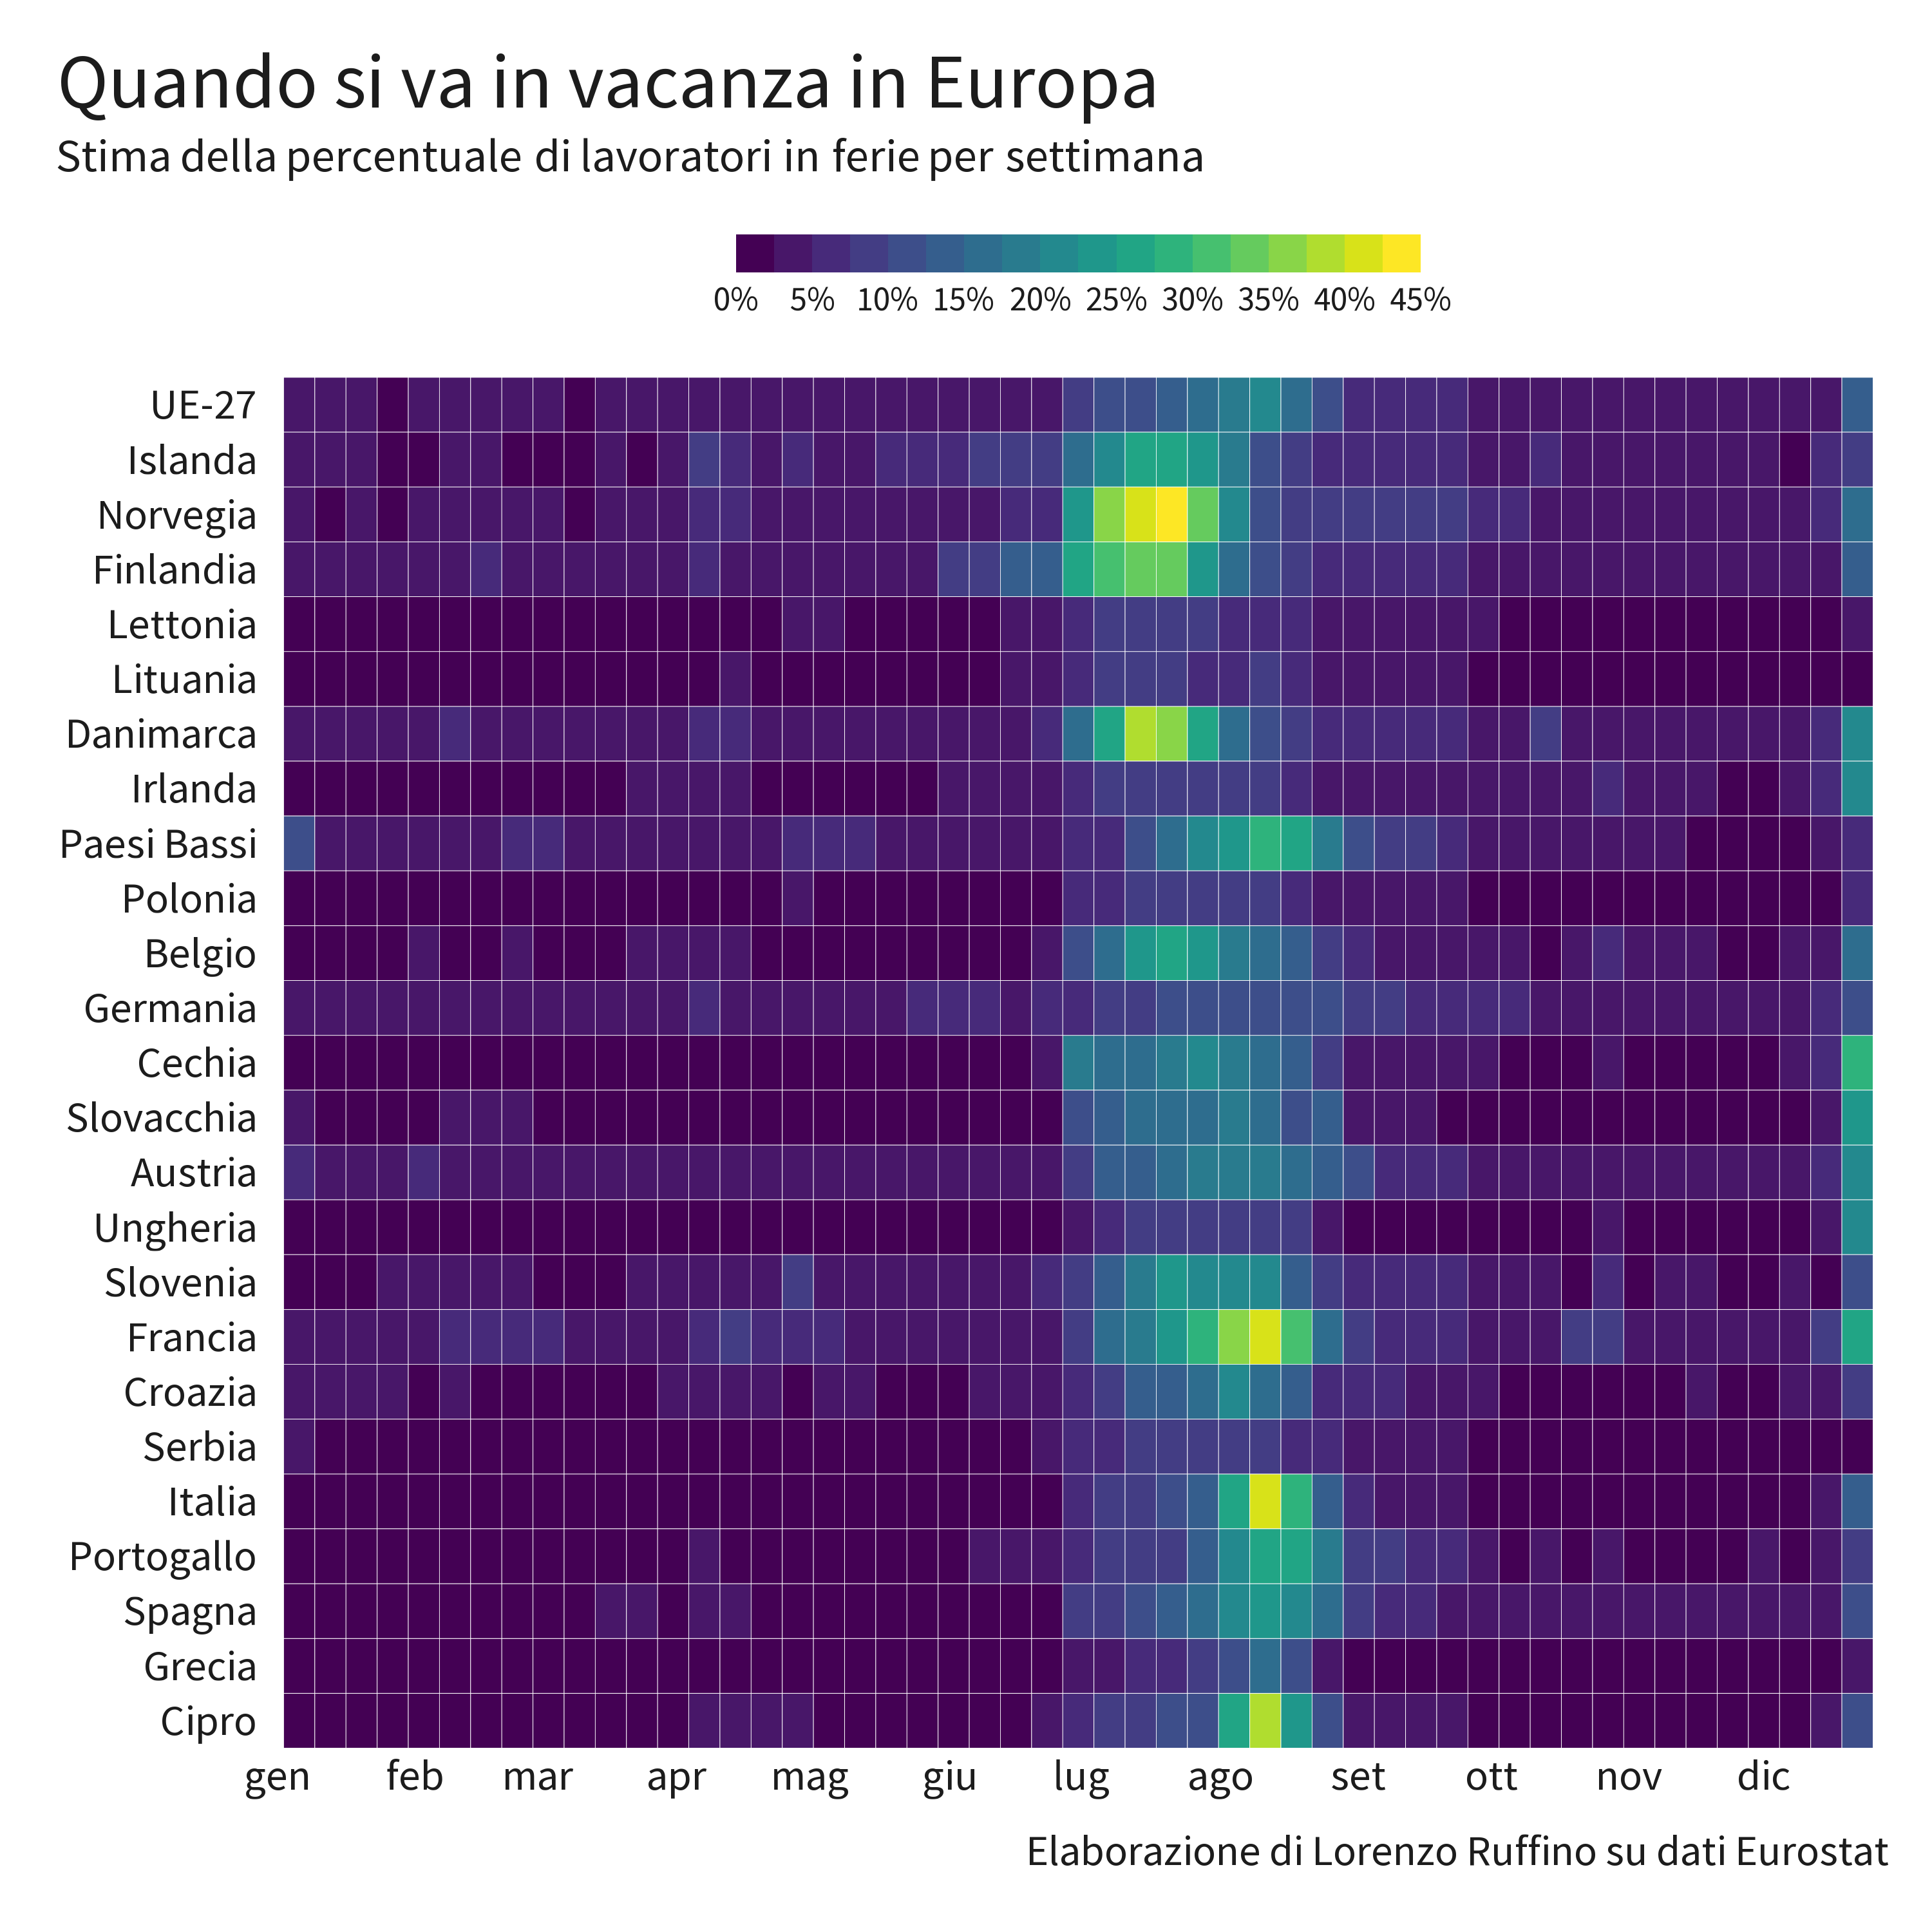 Quando si va in vacanza in Europa
Stima della percentuale di lavoratori in ferie per settimana
0% 5% 10% 15% 20% 25% 30% 35% 40% 45%
UE-27
Islanda
Norvegia
Finlandia
Lettonia
Lituania
Danimarca
Irlanda
Paesi Bassi
Polonia
Belgio
Germania
Cechia
Slovacchia
Austria
Ungheria
Slovenia
Francia
Croazia
Serbia
Italia
Portogallo
Spagna
Grecia
Cipro
gen feb mar apr mag giu lug ago set ott nov dic
Elaborazione di Lorenzo Ruffino su dati Eurostat